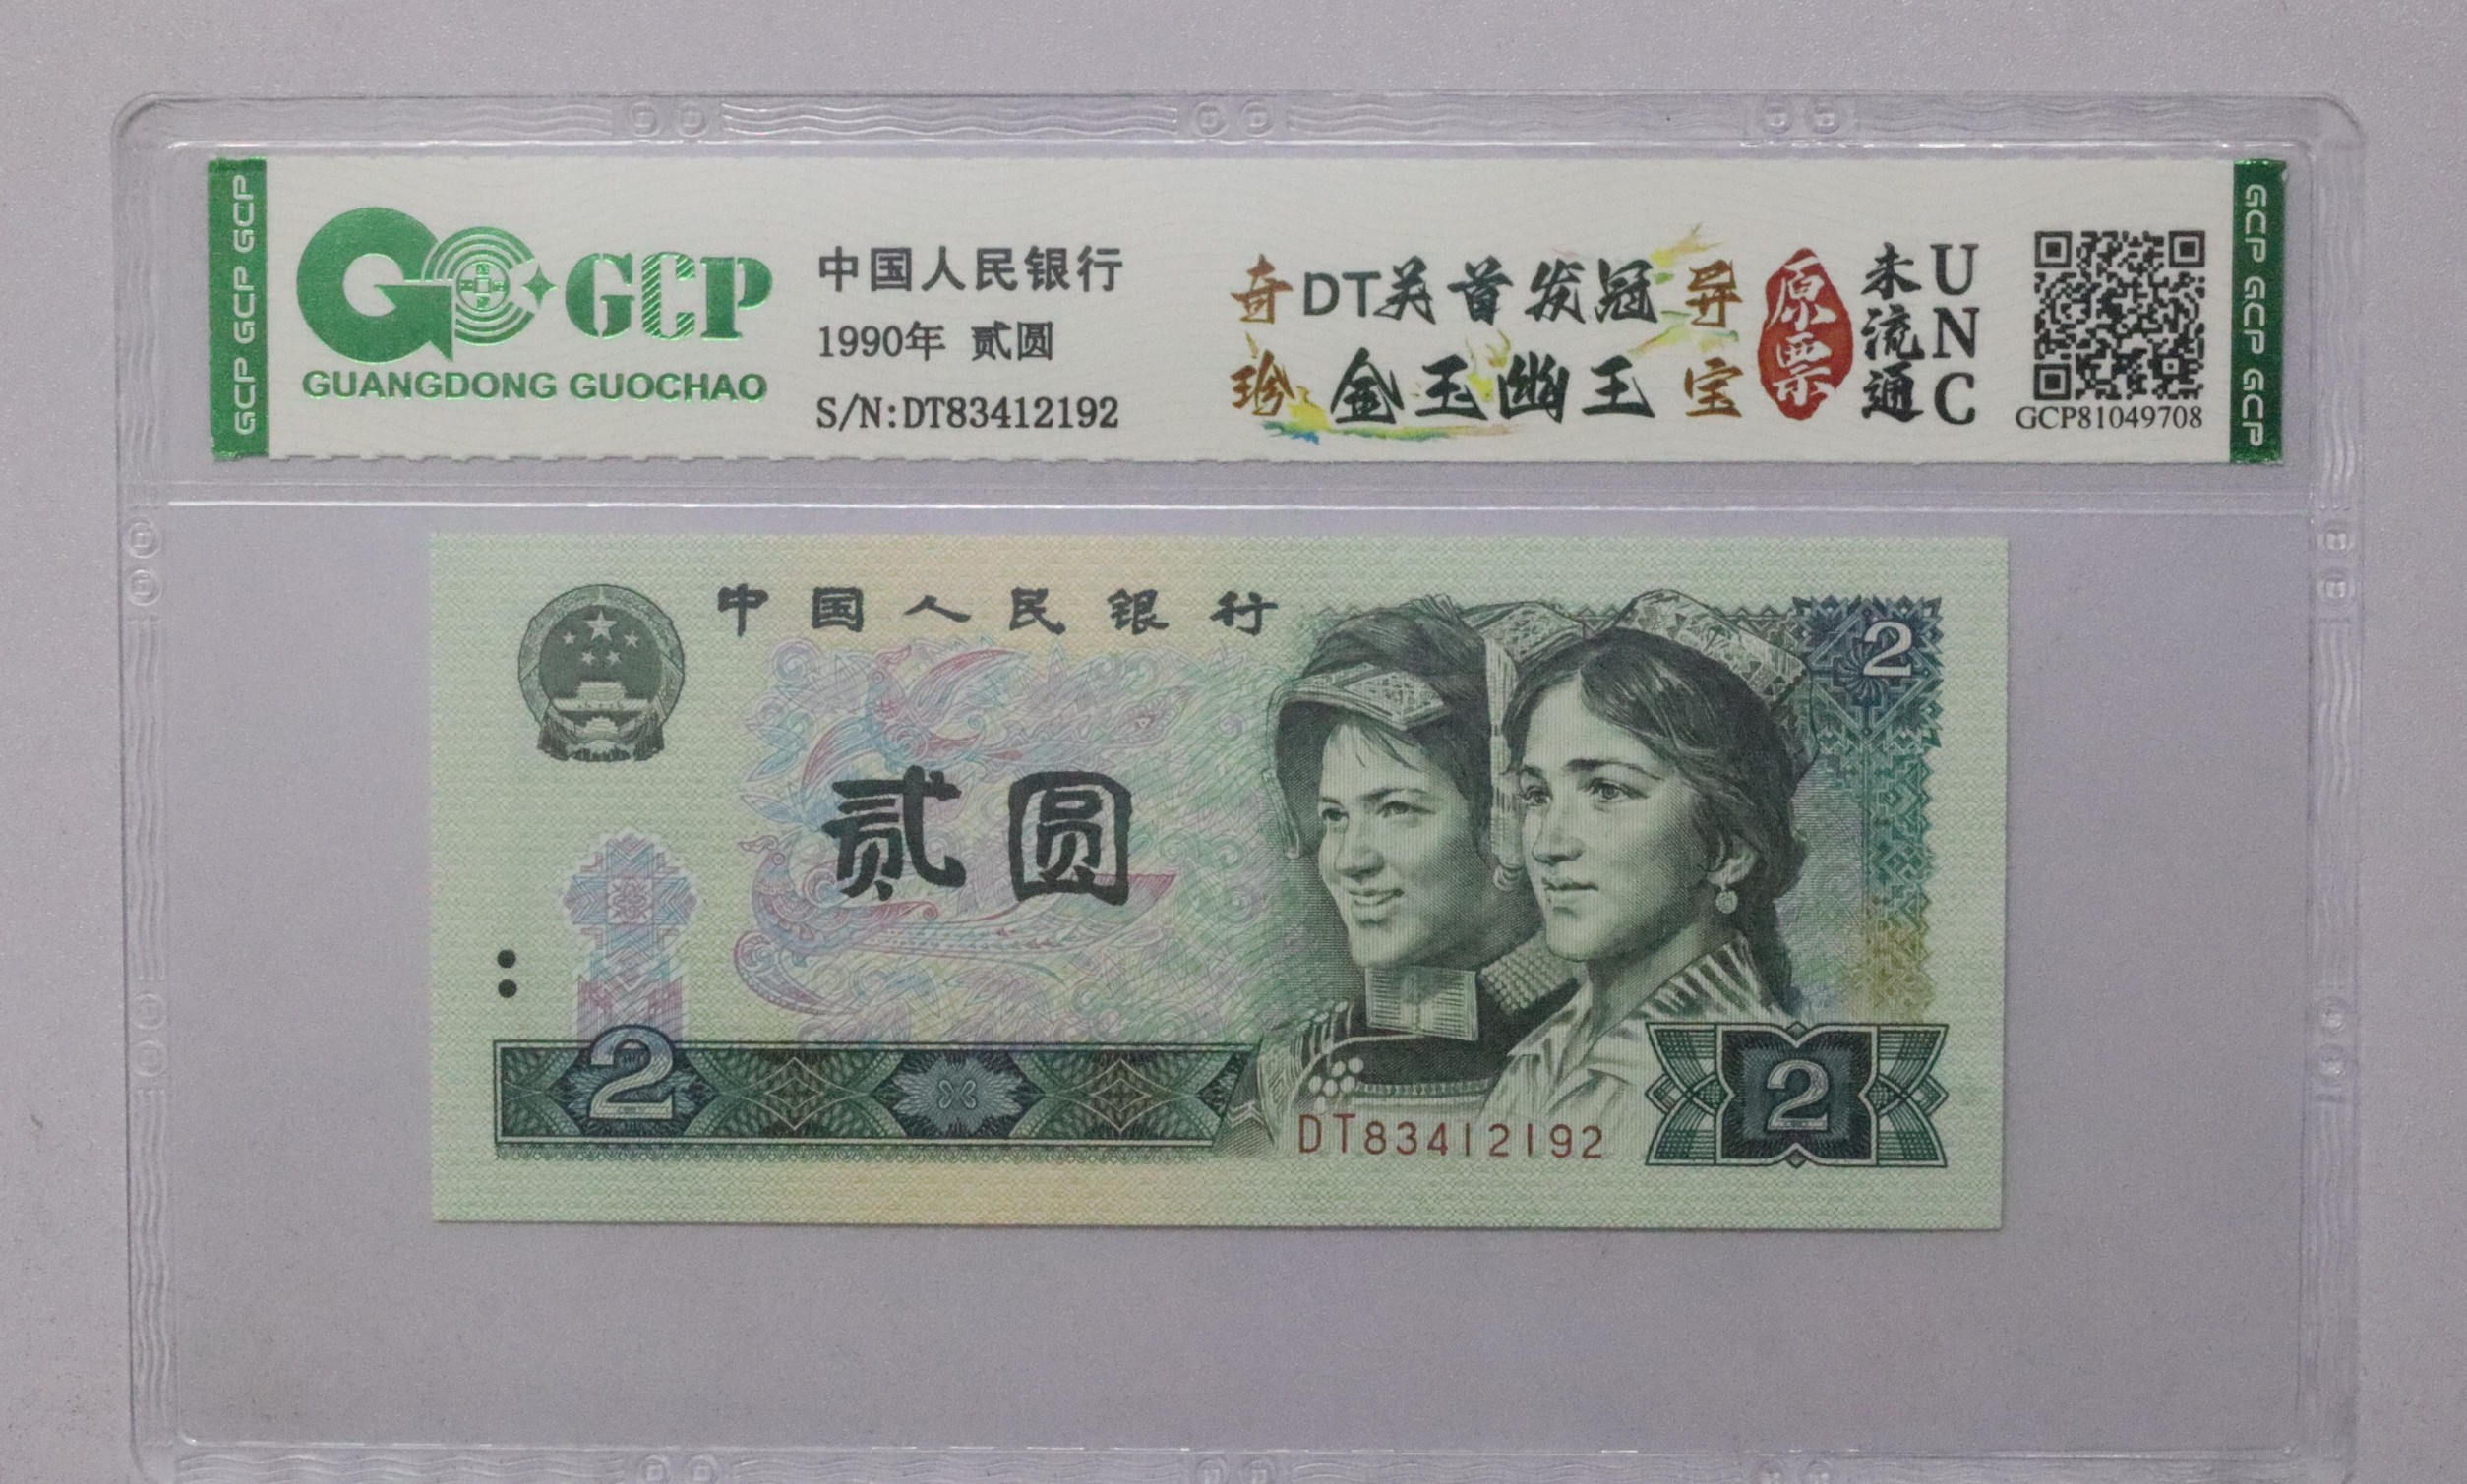 GCP GCP GCP
GCP
GUANGDONG GUOCHAO
中国人民银行
1990年 贰圆
S/N:DT83412192
奇DT英首发冠异
珍金玉幽王宝
原票
未流通
UNC
GCP81049708
GCP GCP GCP
中国人民银行
2
贰圆
2
DT83412192
2